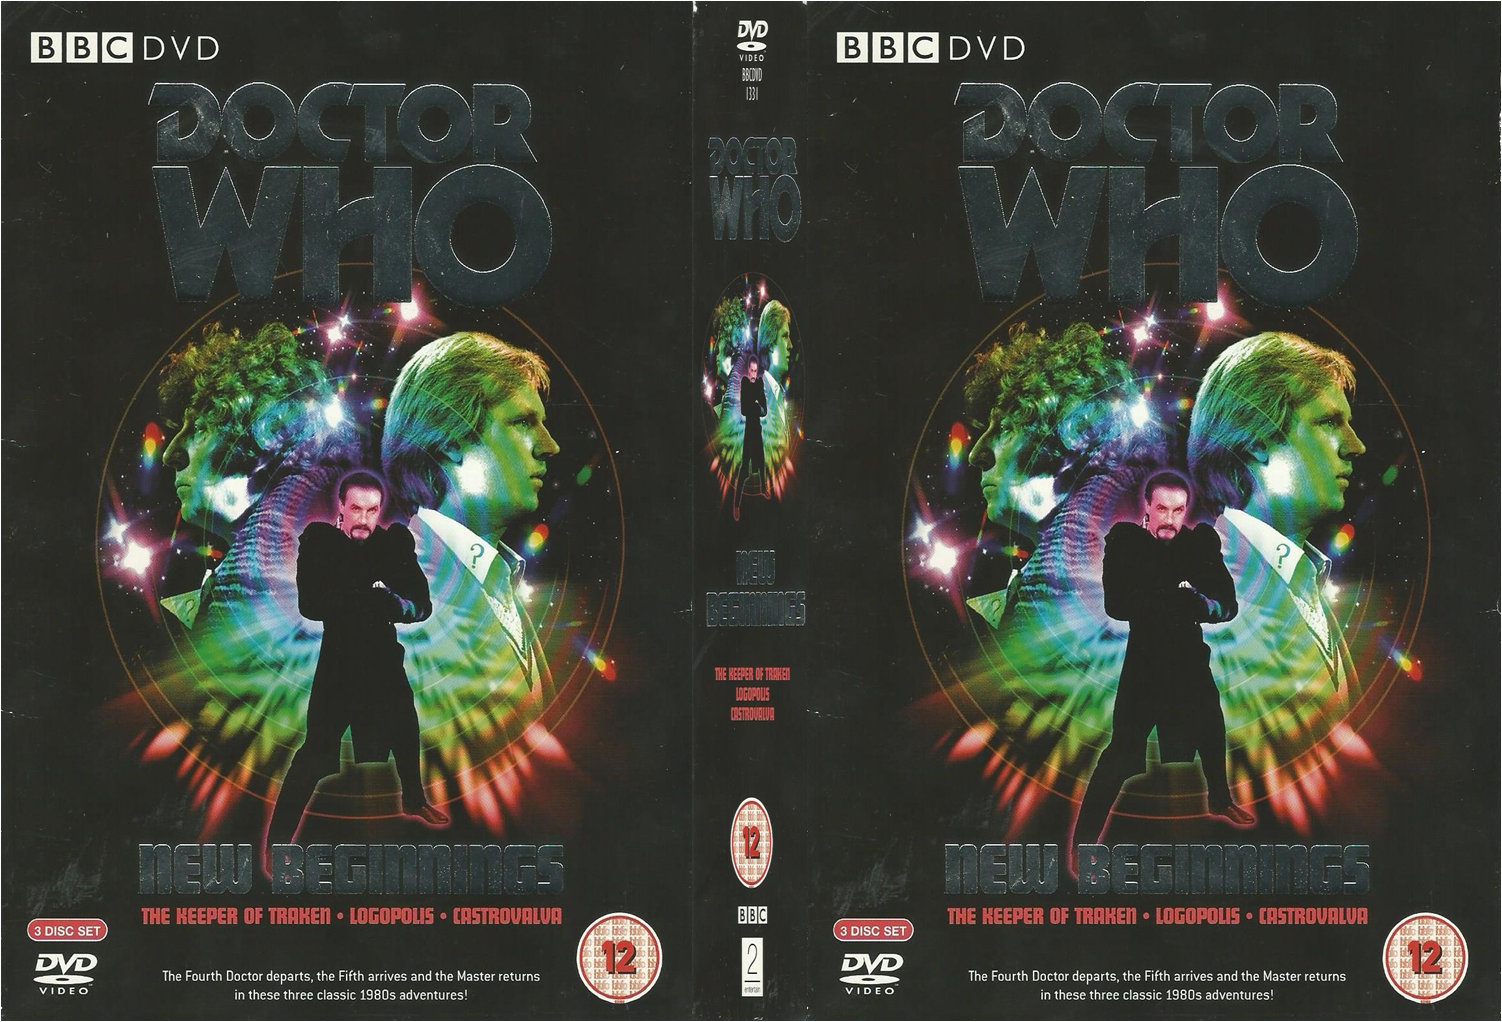 BBC DVD
DOCTOR
WHO
?
?
NEW BEGINNINGS
THE KEEPER OF TRAKEN • LOGOPOLIS • CASTROVALVA
3 DISC SET
DVD
VIDEO
12
The Fourth Doctor departs, the Fifth arrives and the Master returns
in these three classic 1980s adventures!
DVD
VIDEO
BBCDVD
1331
DOCTOR
WHO
NEW
BEGINNINGS
THE KEEPER OF TRAKEN
LOGOPOLIS
CASTROVALVA
12
BBC
2
entertain
BBC DVD
DOCTOR
WHO
?
?
NEW BEGINNINGS
THE KEEPER OF TRAKEN • LOGOPOLIS • CASTROVALVA
3 DISC SET
DVD
VIDEO
12
The Fourth Doctor departs, the Fifth arrives and the Master returns
in these three classic 1980s adventures!